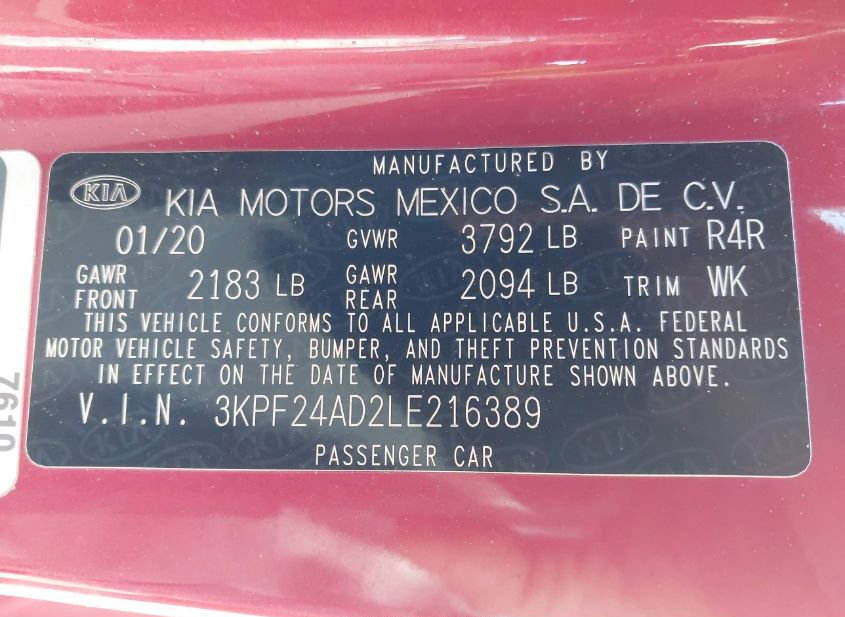 MANUFACTURED BY
KIA KIA MOTORS MEXICO S.A. DE C.V.
01/20 GVWR 3792 LB PAINT R4R
GAWR FRONT 2183 LB GAWR REAR 2094 LB TRIM WK
THIS VEHICLE CONFORMS TO ALL APPLICABLE U.S.A. FEDERAL
MOTOR VEHICLE SAFETY, BUMPER, AND THEFT PREVENTION STANDARDS
IN EFFECT ON THE DATE OF MANUFACTURE SHOWN ABOVE.
V.I.N. 3KPF24AD2LE216389
PASSENGER CAR
7610